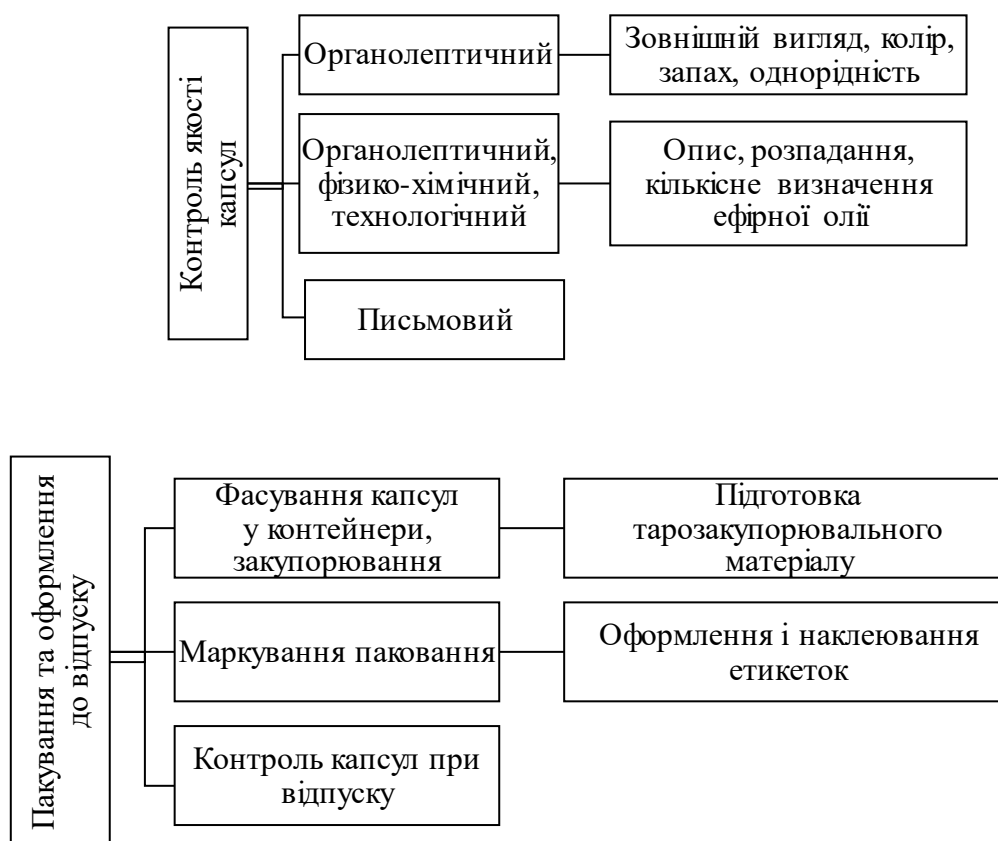 Контроль якості
капсул
Органолептичний
Зовнішній вигляд, колір,
запах, однорідність
Органолептичний,
фізико-хімічний,
технологічний
Опис, розпадання,
кількісне визначення
ефірної олії
Письмовий
Пакування та оформлення
до відпуску
Фасування капсул
у контейнери,
закупорювання
Підготовка
тарозакупорювального
матеріалу
Маркування паковання
Оформлення і наклеювання
етикеток
Контроль капсул при
відпуску